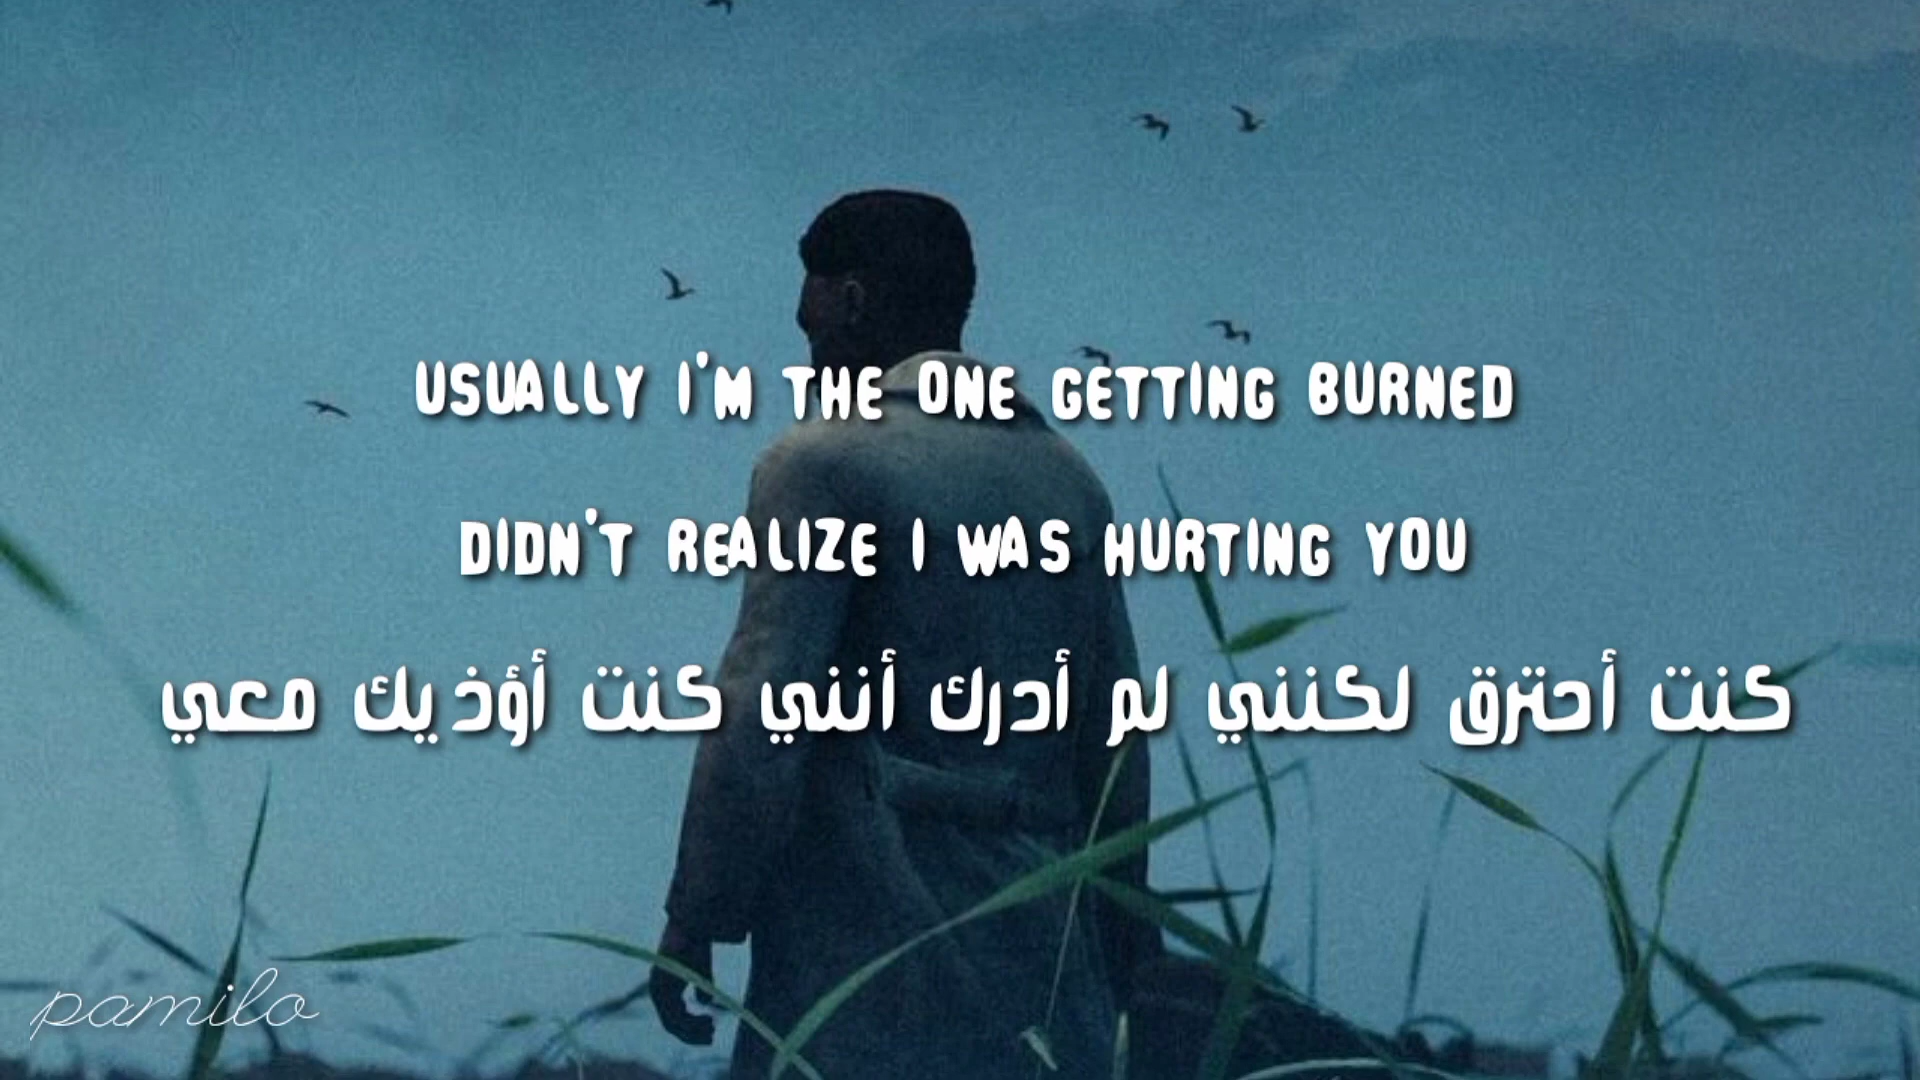 USUALLY I'M THE ONE GETTING BURNED
DIDN'T REALIZE I WAS HURTING YOU
كنت أحترق لكنني لم أدرك أنني كنت أؤذيك معي
pamilo